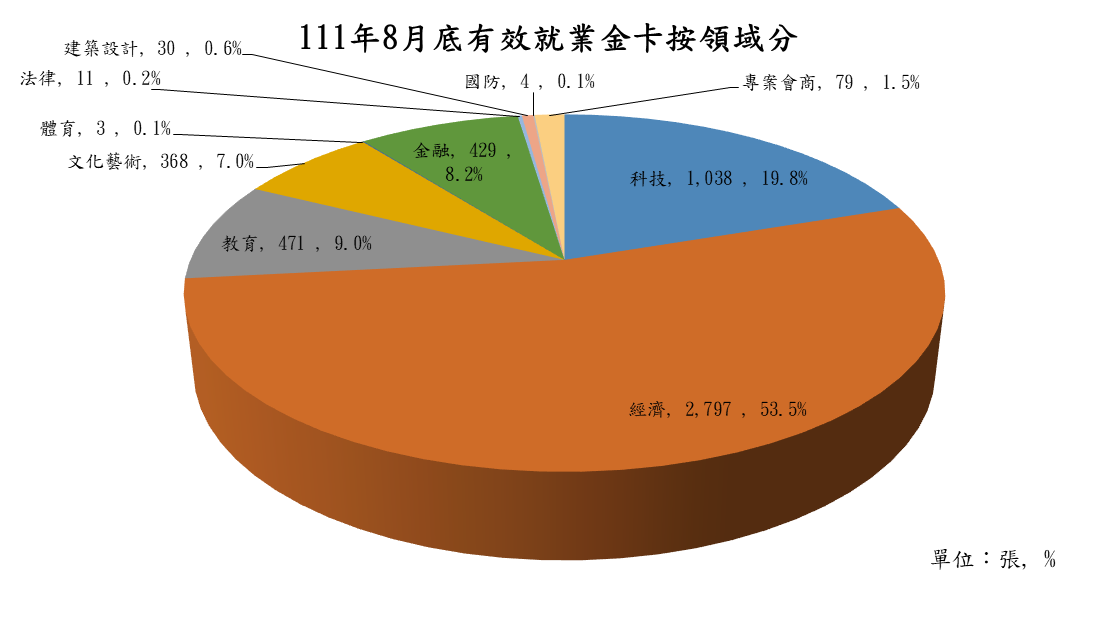 111年8月底有效就業金卡按領域分
建築設計, 30 , 0.6%
法律, 11 , 0.2%
國防, 4 , 0.1%
專案會商, 79 , 1.5%
體育, 3 , 0.1%
文化藝術, 368 , 7.0%
金融, 429 ,
8.2%
科技, 1,038 , 19.8%
教育, 471 , 9.0%
經濟, 2,797 , 53.5%
單位：張, %